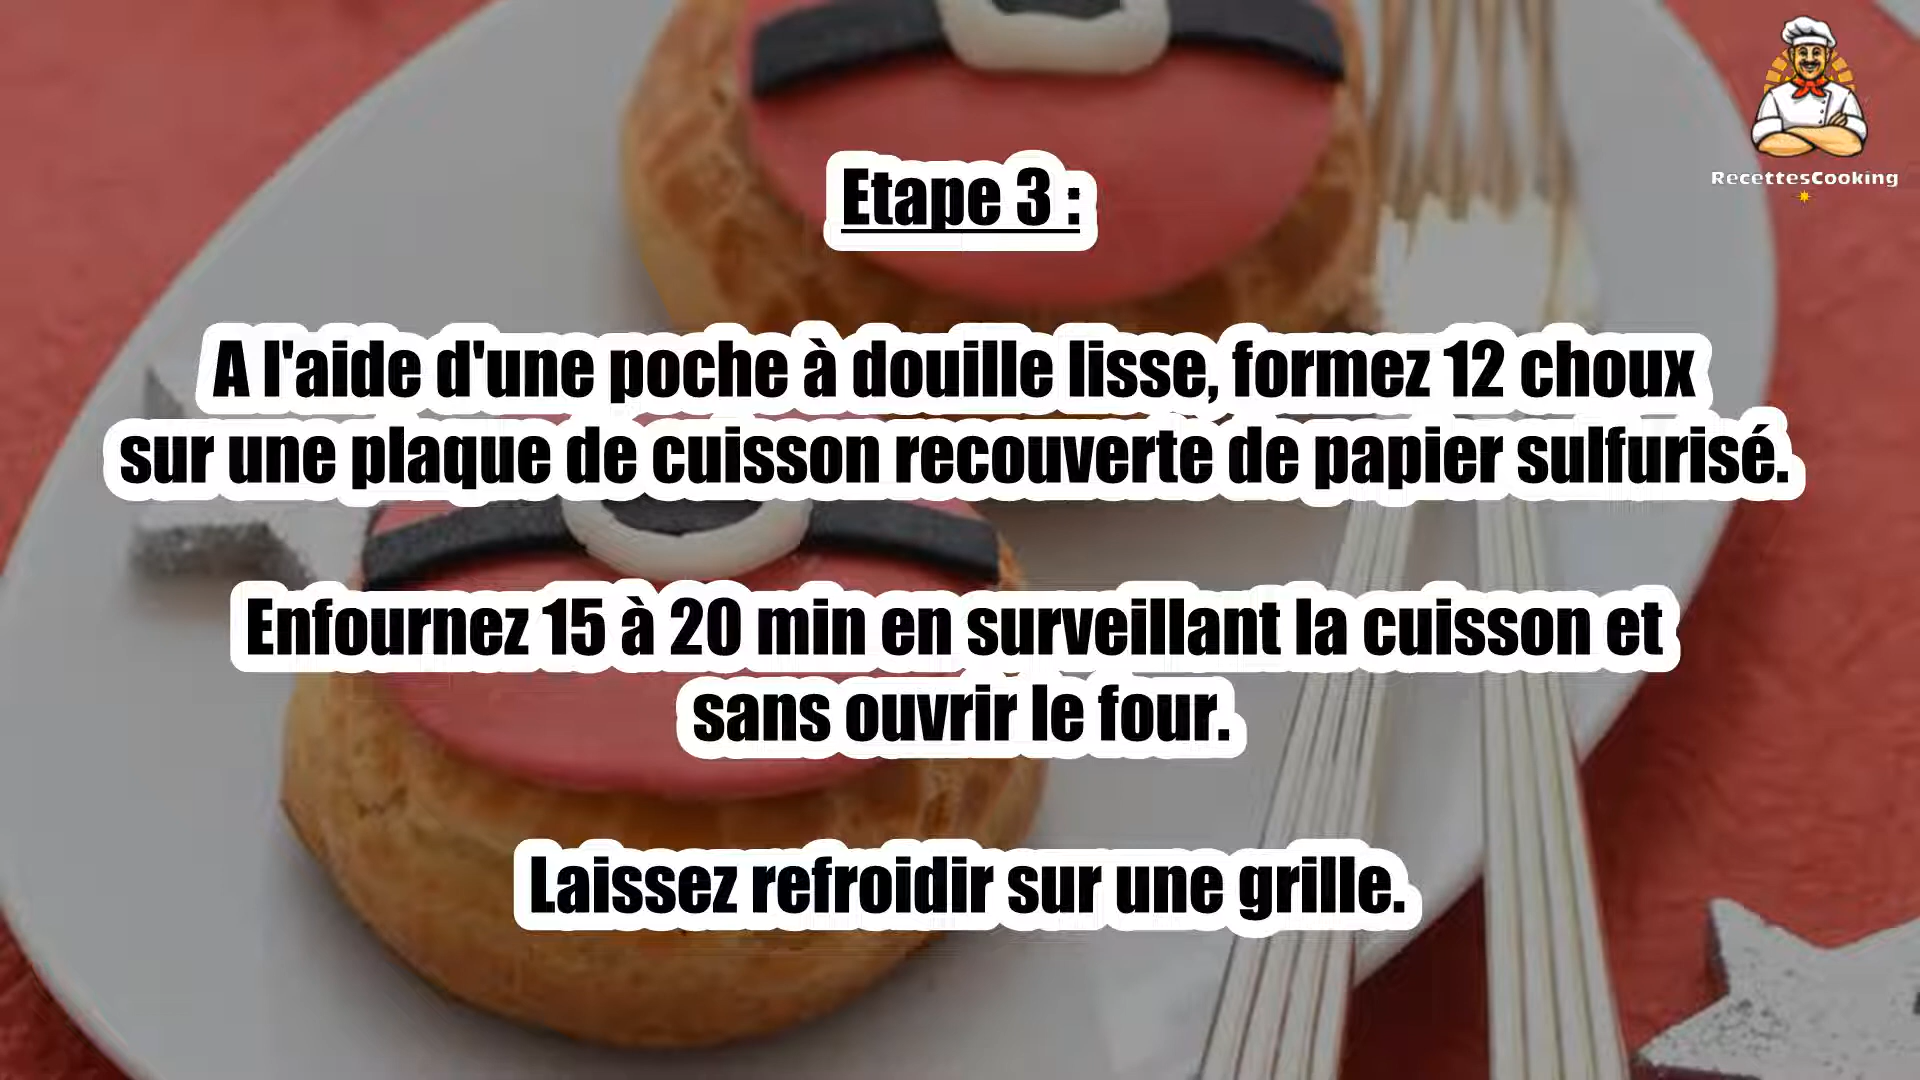 RecettesCooking
Etape 3 :
A l'aide d'une poche à douille lisse, formez 12 choux
sur une plaque de cuisson recouverte de papier sulfurisé.
Enfournez 15 à 20 min en surveillant la cuisson et
sans ouvrir le four.
Laissez refroidir sur une grille.